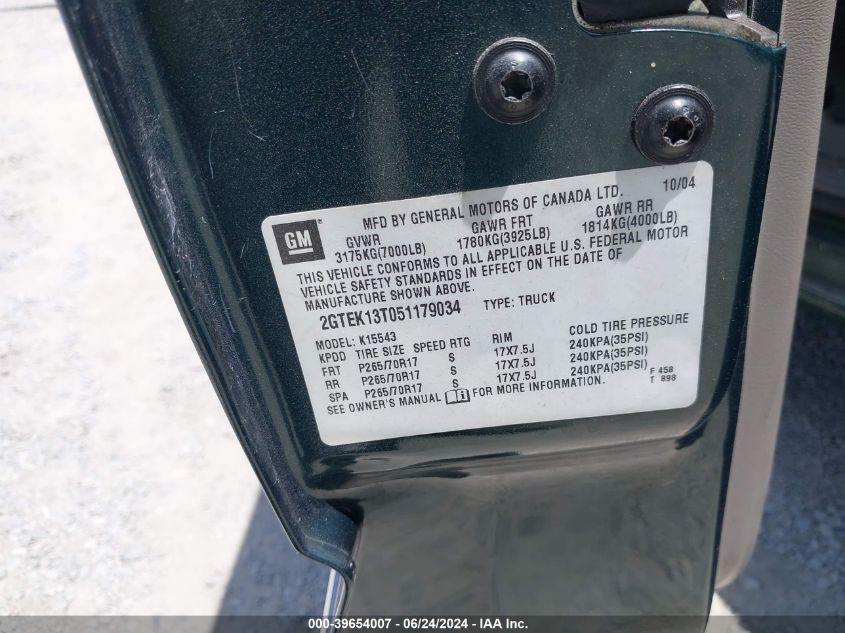 GM
MFD BY GENERAL MOTORS OF CANADA LTD. 10/04
GVWR GAWR FRT GAWR RR
3175KG(7000LB) 1780KG(3925LB) 1814KG(4000LB)
THIS VEHICLE CONFORMS TO ALL APPLICABLE U.S. FEDERAL MOTOR
VEHICLE SAFETY STANDARDS IN EFFECT ON THE DATE OF
MANUFACTURE SHOWN ABOVE.
2GTEK13T051179034 TYPE: TRUCK
MODEL: K15543
KPDD TIRE SIZE SPEED RTG RIM COLD TIRE PRESSURE
FRT P265/70R17 S 17X7.5J 240KPA(35PSI)
RR P265/70R17 S 17X7.5J 240KPA(35PSI)
SPA P265/70R17 S 17X7.5J 240KPA(35PSI)
SEE OWNER'S MANUAL FOR MORE INFORMATION.
F 458
T 898
000-39654007 - 06/24/2024 - IAA Inc.